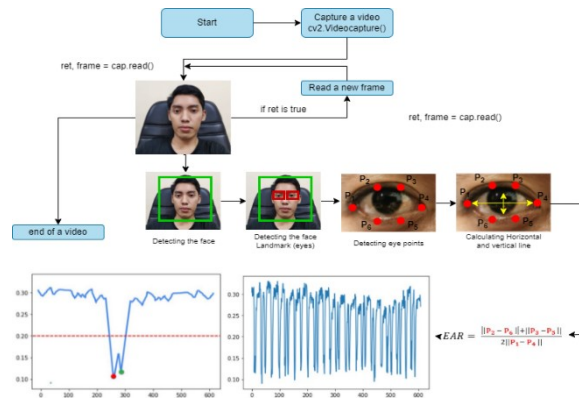 Start
Capture a video
cv2.Videocapture()
ret, frame = cap.read()
Read a new frame
if ret is true
ret, frame = cap.read()
end of a video
Detecting the face
Detecting the face
Landmark (eyes)
P2 P3
P4
P6 P5
Detecting eye points
P2 P3
P4
P6 P5
Calculating Horizontal
and vertical line
0.30
0.25
0.20
0.15
0.10
0 100 200 300 400 500 600
0.30
0.25
0.20
0.15
0.10
0 100 200 300 400 500 600
EAR = ||P2 − P6||+||P3−P5|| / 2||P1− P4||